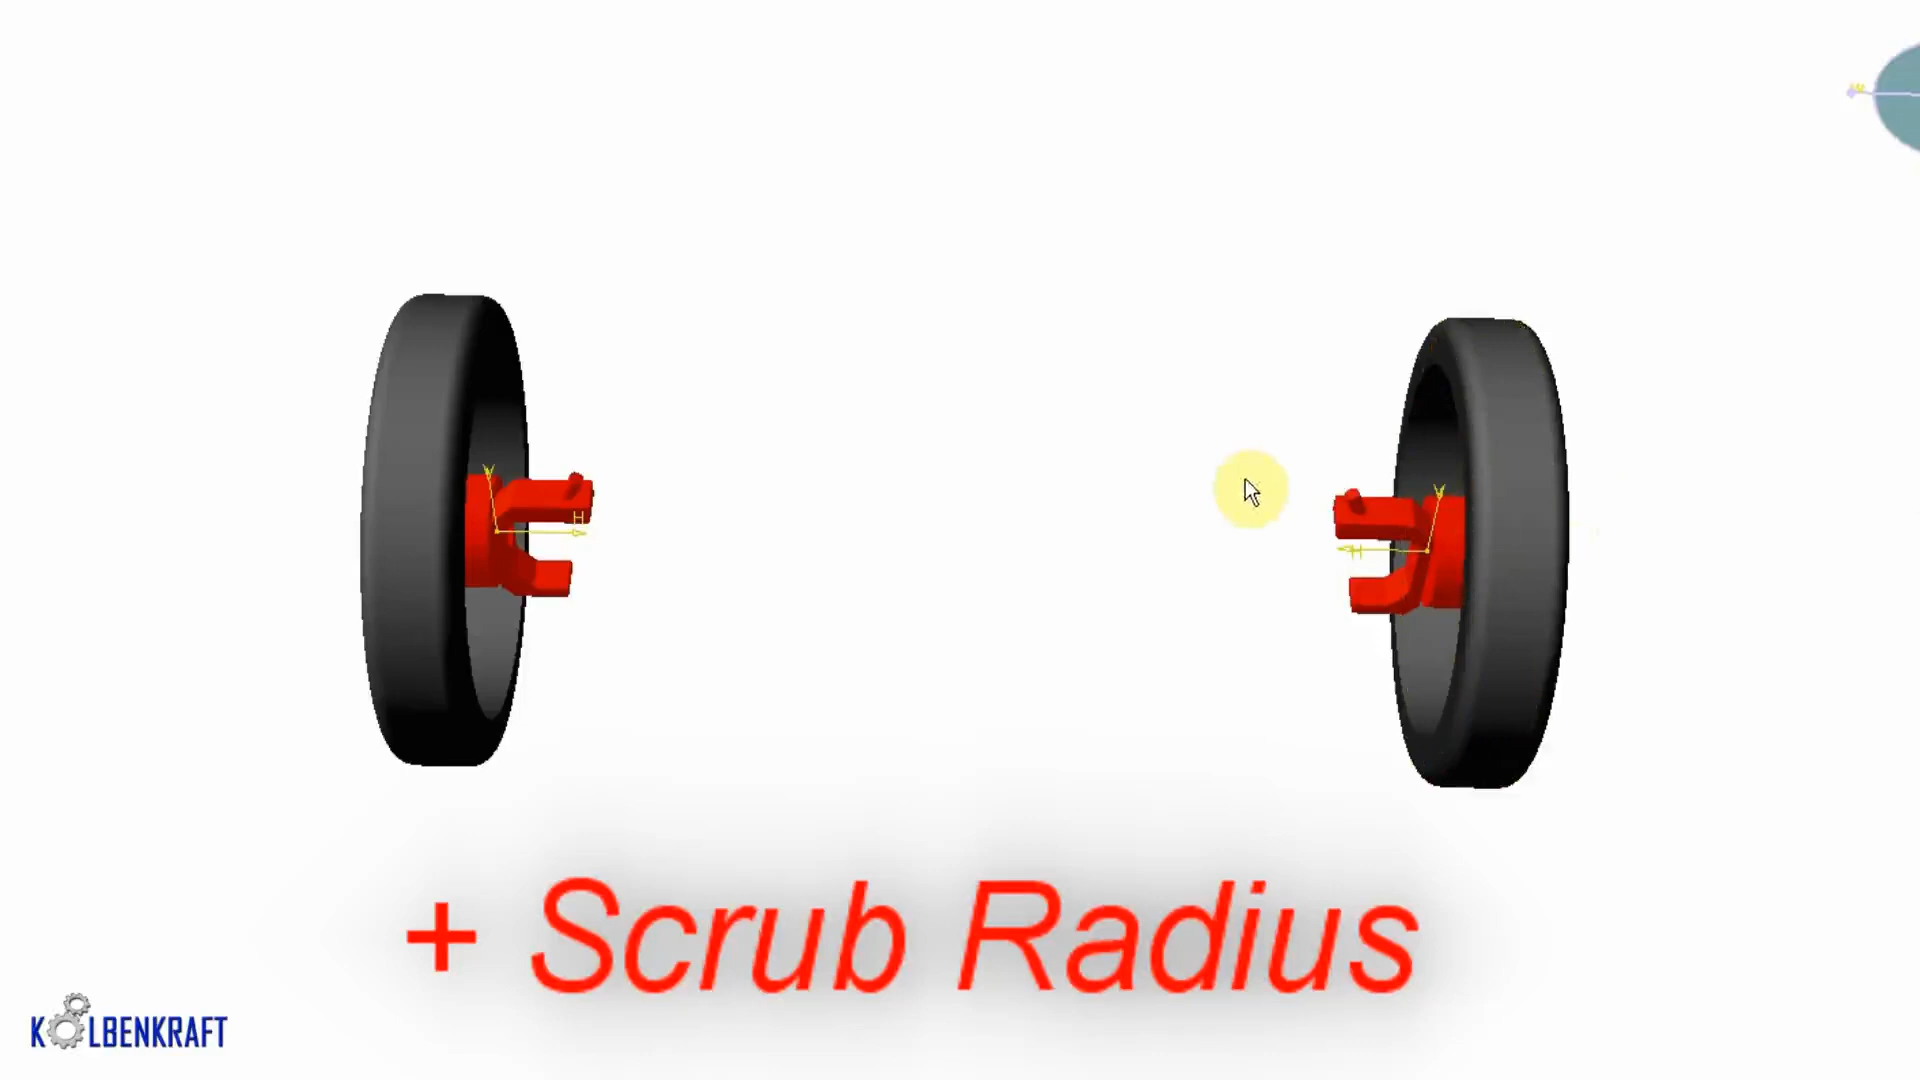 V
H
V
H
+ Scrub Radius
KOLBENKRAFT